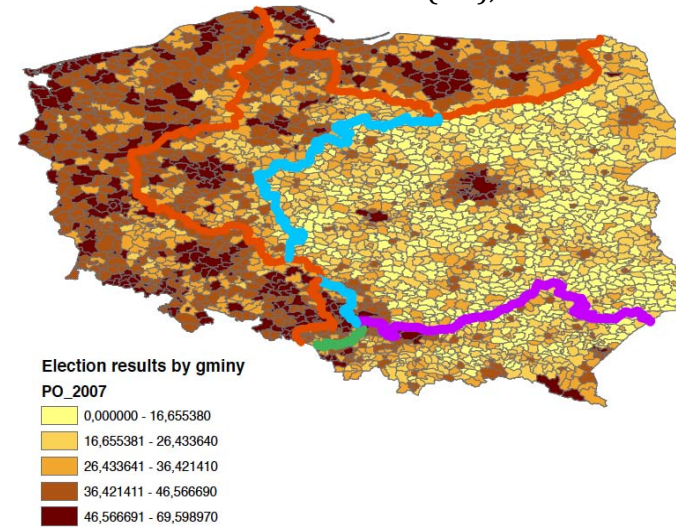 Election results by gminy
PO_2007
0,000000 - 16,655380
16,655381 - 26,433640
26,433641 - 36,421410
36,421411 - 46,566690
46,566691 - 69,598970